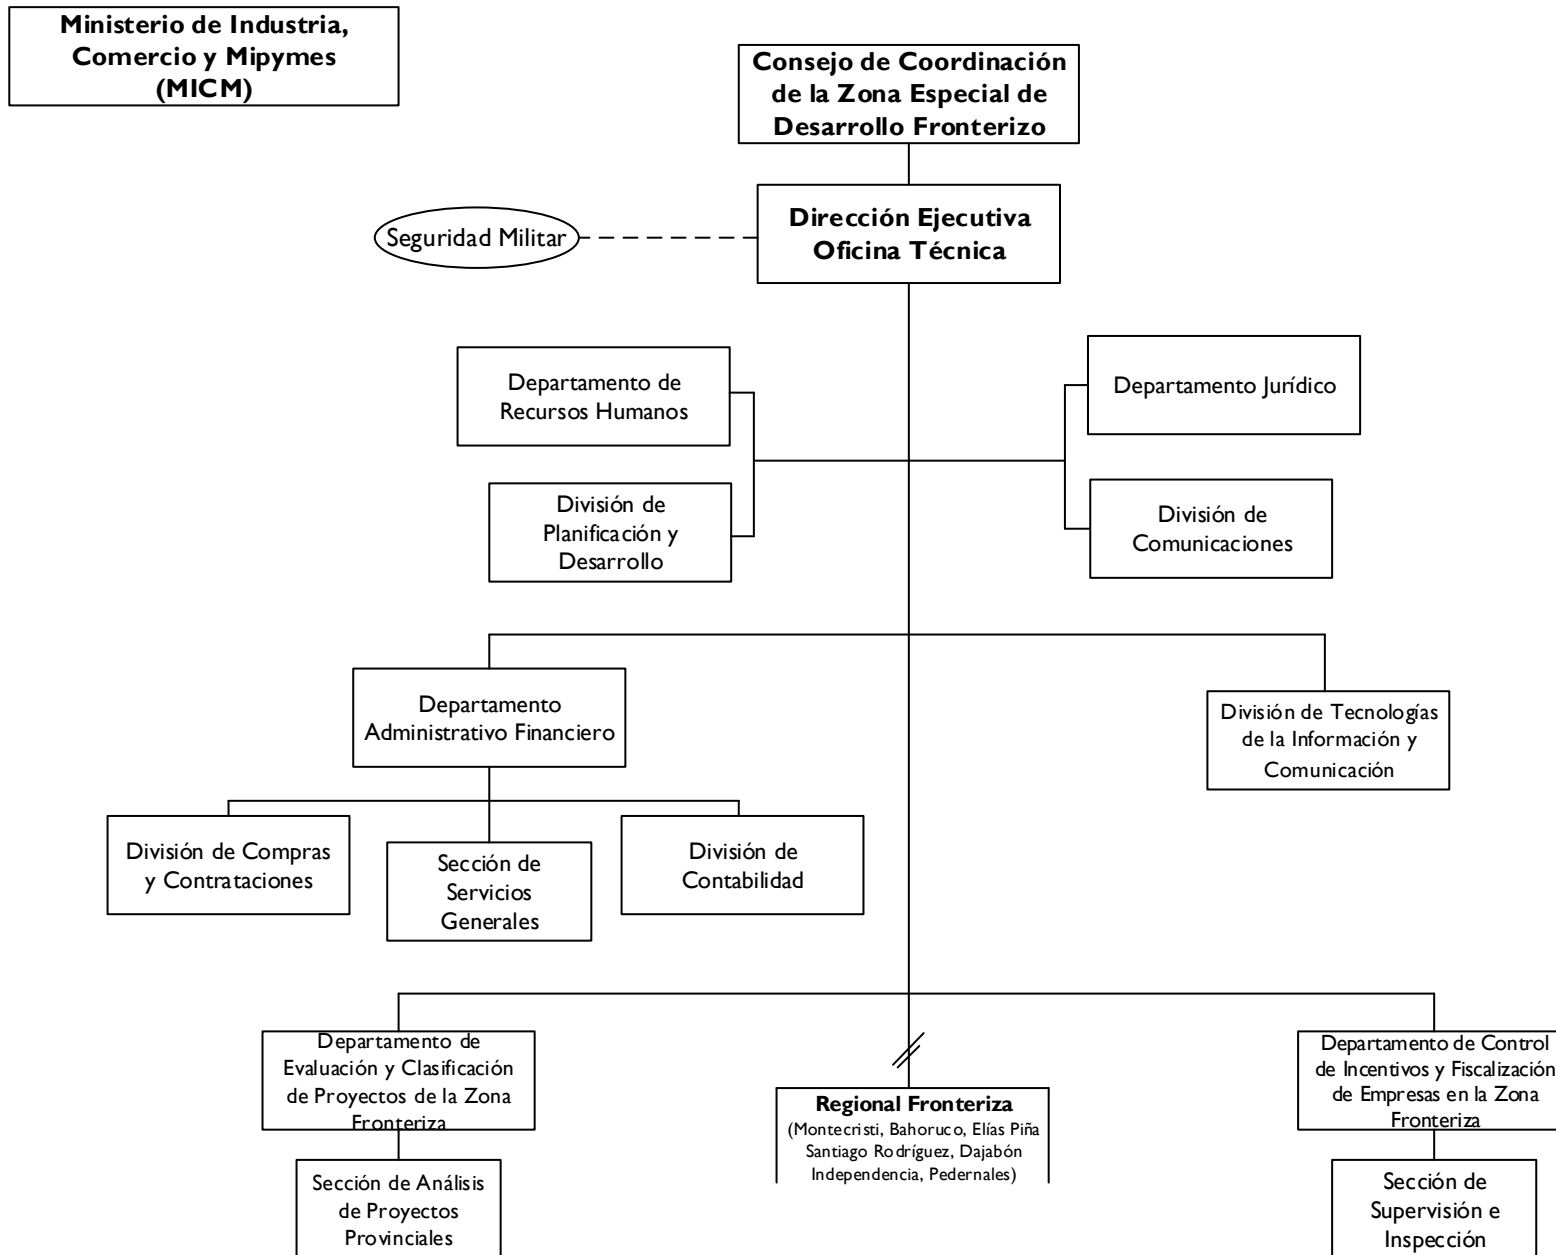 Ministerio de Industria,
Comercio y Mipymes
(MICM)
Consejo de Coordinación
de la Zona Especial de
Desarrollo Fronterizo
Dirección Ejecutiva
Oficina Técnica
Seguridad Militar
Departamento de
Recursos Humanos
Departamento Jurídico
División de
Planificación y
Desarrollo
División de
Comunicaciones
Departamento
Administrativo Financiero
División de Tecnologías
de la Información y
Comunicación
División de Compras
y Contrataciones
Sección de
Servicios
Generales
División de
Contabilidad
Departamento de
Evaluación y Clasificación
de Proyectos de la Zona
Fronteriza
Regional Fronteriza
(Montecristi, Bahoruco, Elías Piña
Santiago Rodríguez, Dajabón
Independencia, Pedernales)
Departamento de Control
de Incentivos y Fiscalización
de Empresas en la Zona
Fronteriza
Sección de Análisis
de Proyectos
Provinciales
Sección de
Supervisión e
Inspección